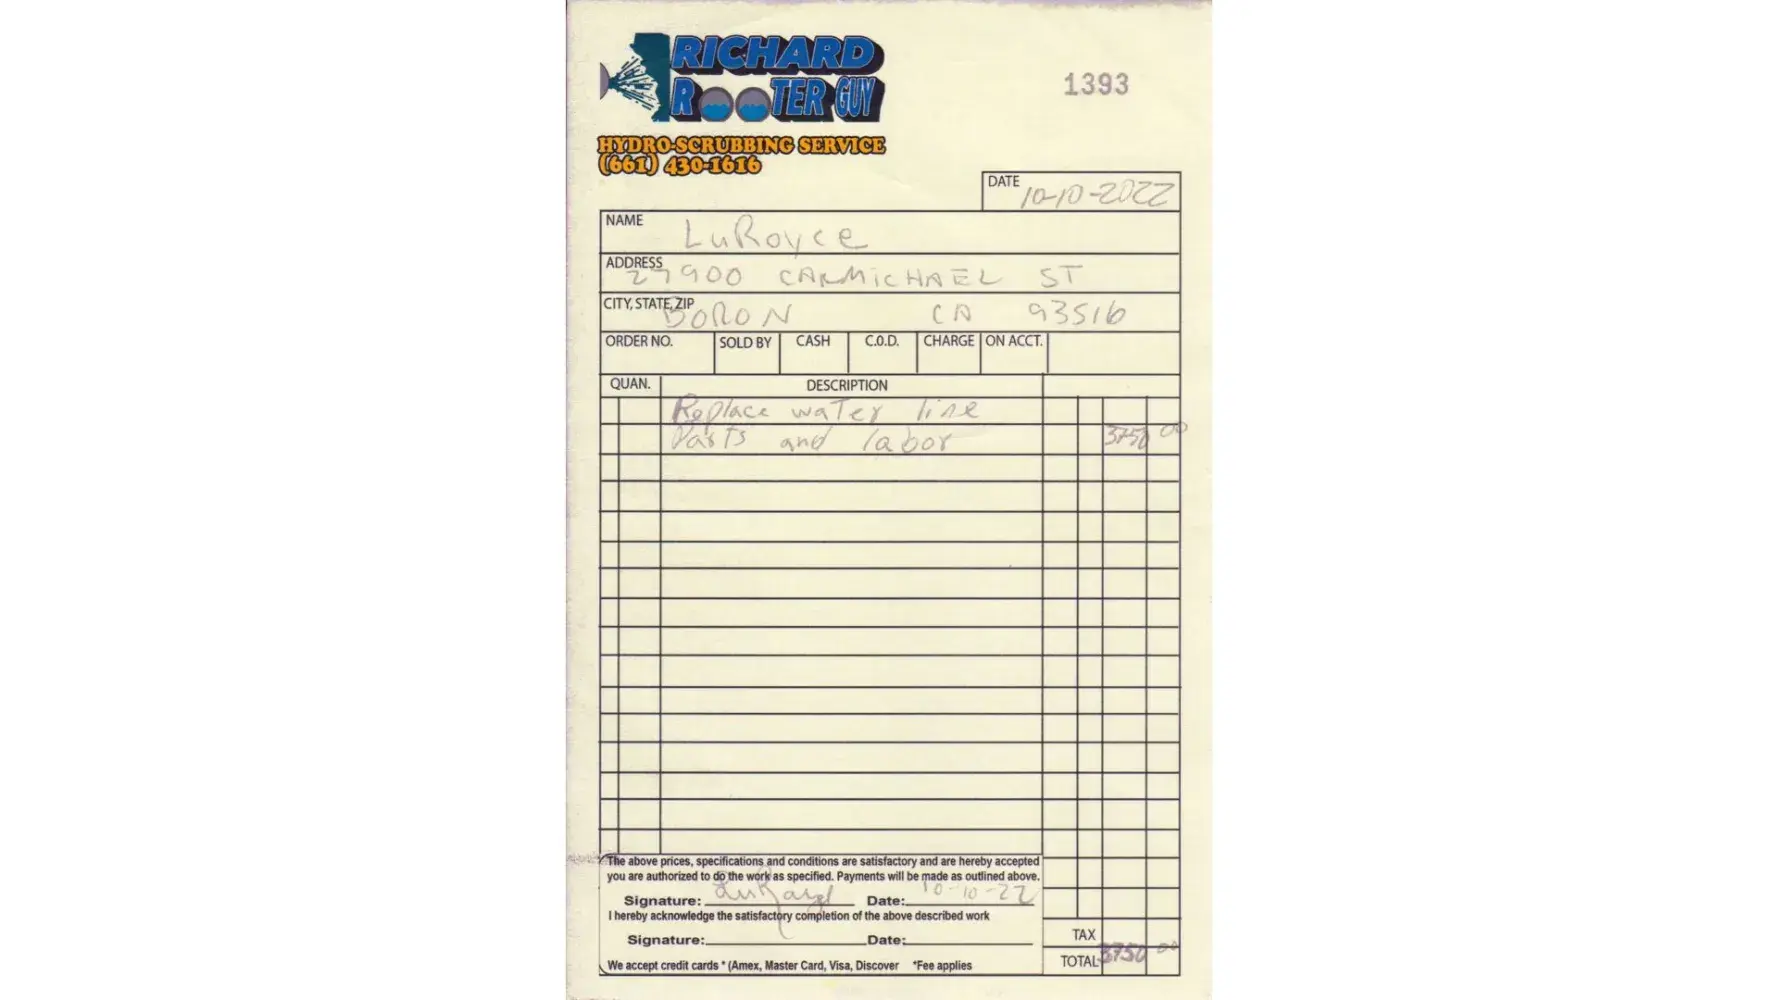 RICHARD
ROOTER GUY
HYDRO-SCRUBBING SERVICE
(661) 430-1616
1393
DATE 10-10-2022
NAME LuRoyce
ADDRESS 27900 CARMICHAEL ST
CITY, STATE, ZIP BORON CA 93516
ORDER NO. SOLD BY CASH C.O.D. CHARGE ON ACCT.
QUAN. DESCRIPTION
Replace water line
Parts and labor 3750 00
The above prices, specifications and conditions are satisfactory and are hereby accepted
you are authorized to do the work as specified. Payments will be made as outlined above.
Signature: Date: 10-10-22
I hereby acknowledge the satisfactory completion of the above described work
TAX
Signature: Date:
TOTAL 3750 00
We accept credit cards * (Amex, Master Card, Visa, Discover *Fee applies